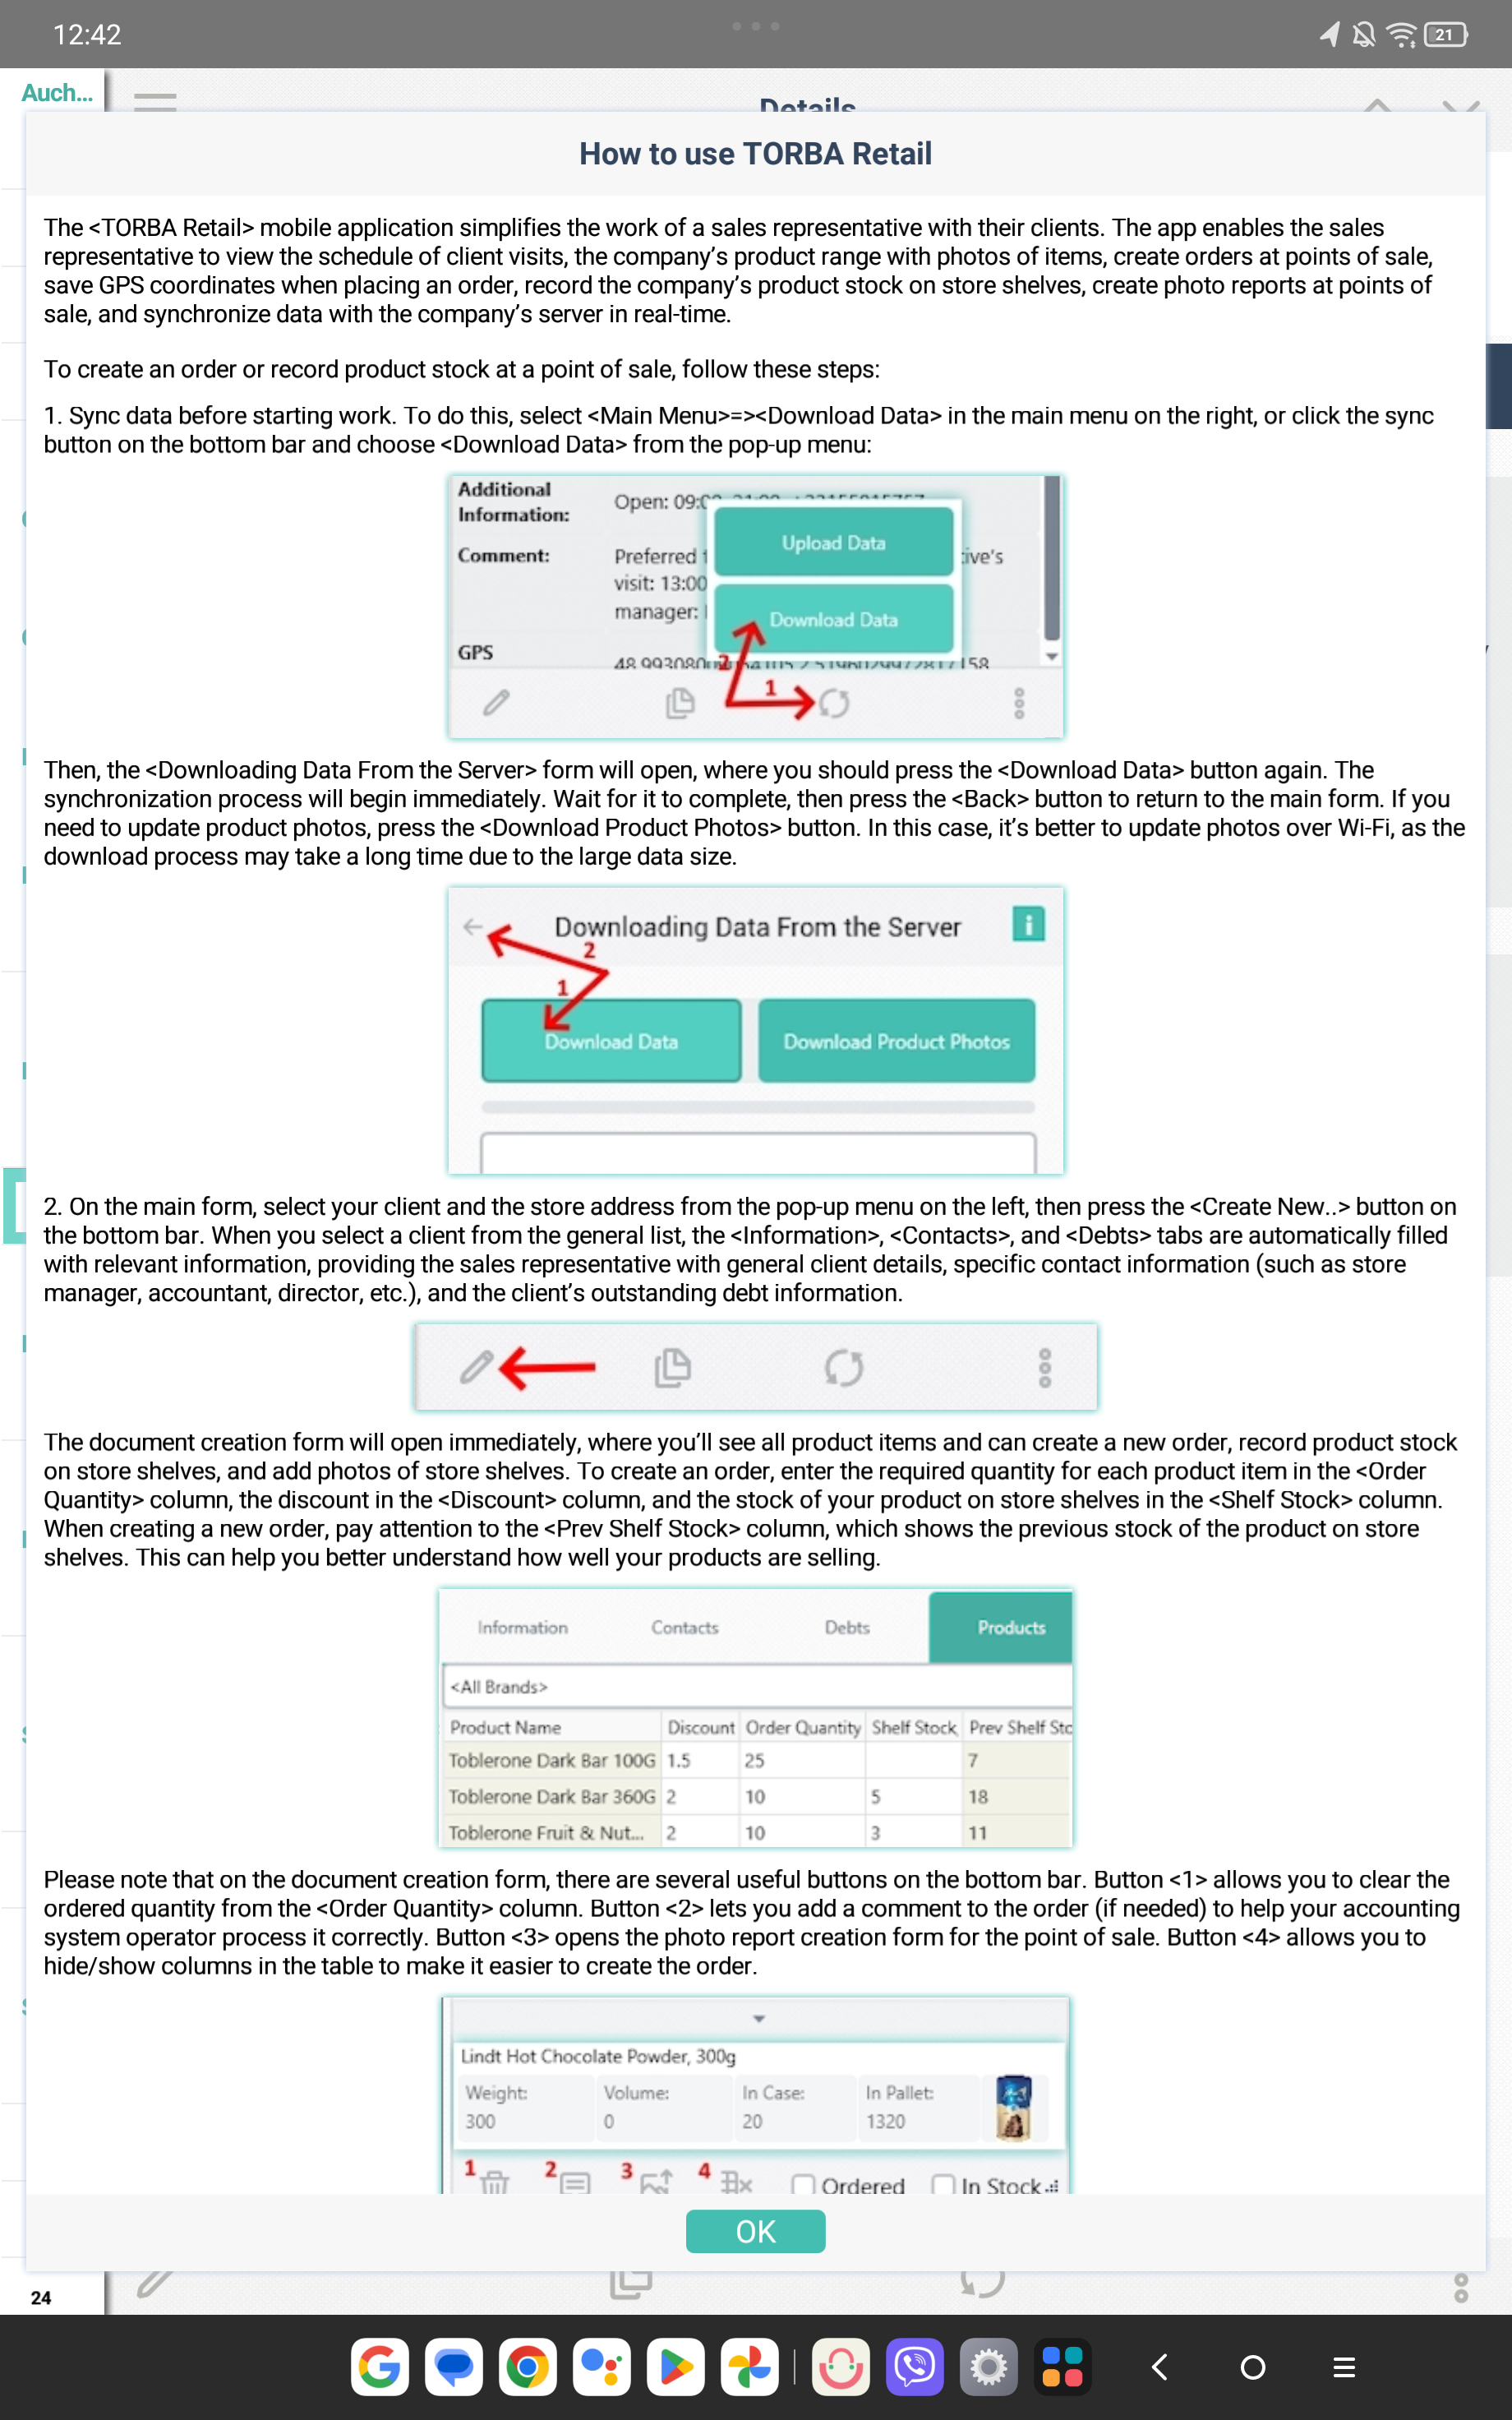 12:42
21
Auch...
Details
How to use TORBA Retail
The <TORBA Retail> mobile application simplifies the work of a sales representative with their clients. The app enables the sales
representative to view the schedule of client visits, the company's product range with photos of items, create orders at points of sale,
save GPS coordinates when placing an order, record the company's product stock on store shelves, create photo reports at points of
sale, and synchronize data with the company's server in real-time.
To create an order or record product stock at a point of sale, follow these steps:
1. Sync data before starting work. To do this, select <Main Menu>=><Download Data> in the main menu on the right, or click the sync
button on the bottom bar and choose <Download Data> from the pop-up menu:
Additional
Information:
Open: 09:0
Upload Data
Comment:
Preferred
ive's
visit: 13:00
manager:
Download Data
GPS
2
1
Then, the <Downloading Data From the Server> form will open, where you should press the <Download Data> button again. The
synchronization process will begin immediately. Wait for it to complete, then press the <Back> button to return to the main form. If you
need to update product photos, press the <Download Product Photos> button. In this case, it's better to update photos over Wi-Fi, as the
download process may take a long time due to the large data size.
Downloading Data From the Server
i
2
1
Download Data
Download Product Photos
2. On the main form, select your client and the store address from the pop-up menu on the left, then press the <Create New..> button on
the bottom bar. When you select a client from the general list, the <Information>, <Contacts>, and <Debts> tabs are automatically filled
with relevant information, providing the sales representative with general client details, specific contact information (such as store
manager, accountant, director, etc.), and the client's outstanding debt information.
The document creation form will open immediately, where you'll see all product items and can create a new order, record product stock
on store shelves, and add photos of store shelves. To create an order, enter the required quantity for each product item in the <Order
Quantity> column, the discount in the <Discount> column, and the stock of your product on store shelves in the <Shelf Stock> column.
When creating a new order, pay attention to the <Prev Shelf Stock> column, which shows the previous stock of the product on store
shelves. This can help you better understand how well your products are selling.
Information Contacts Debts Products
<All Brands>
Product Name Discount Order Quantity Shelf Stock Prev Shelf Sto
Toblerone Dark Bar 100G 1.5 25 7
Toblerone Dark Bar 360G 2 10 5 18
Toblerone Fruit & Nut... 2 10 3 11
Please note that on the document creation form, there are several useful buttons on the bottom bar. Button <1> allows you to clear the
ordered quantity from the <Order Quantity> column. Button <2> lets you add a comment to the order (if needed) to help your accounting
system operator process it correctly. Button <3> opens the photo report creation form for the point of sale. Button <4> allows you to
hide/show columns in the table to make it easier to create the order.
Lindt Hot Chocolate Powder, 300g
Weight: Volume: In Case: In Pallet:
300 0 20 1320
1 2 3 4 Ordered In Stock
OK
24